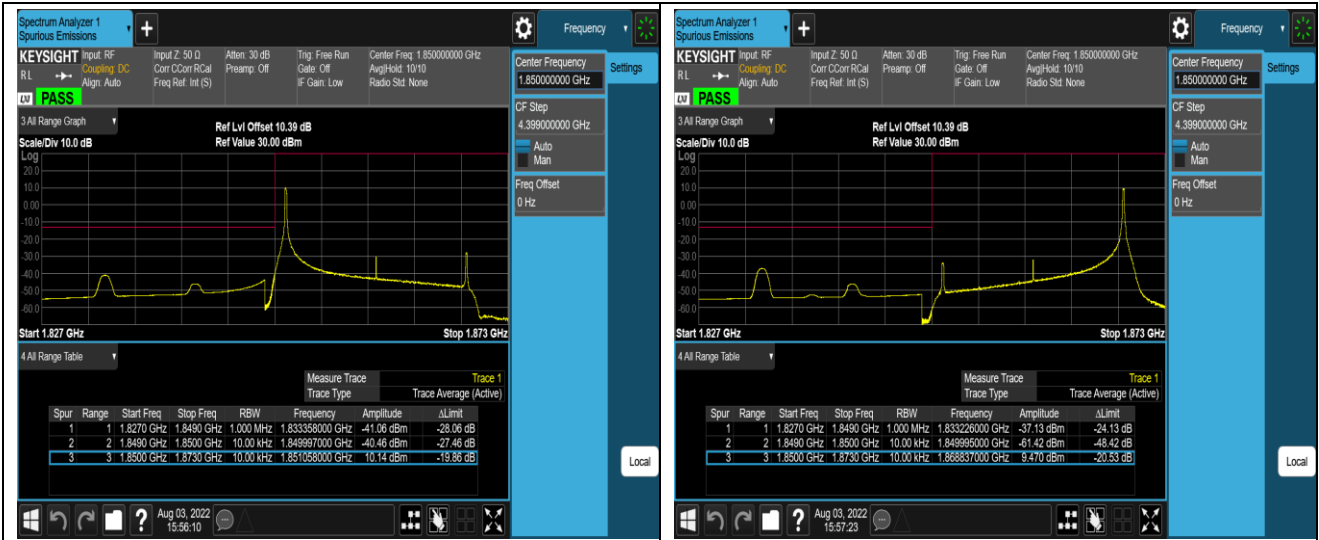 Spectrum Analyzer 1
Spurious Emissions
Frequency
KEYSIGHT
RL
Input: RF
Coupling: DC
Align: Auto
Input Z: 50 Ω
Corr CCorr RCal
Freq Ref: Int (S)
Atten: 30 dB
Preamp: Off
Trig: Free Run
Gate: Off
IF Gain: Low
Center Freq: 1.850000000 GHz
Avg|Hold: 10/10
Radio Std: None
LXI PASS
Center Frequency
1.850000000 GHz
Settings
CF Step
4.399000000 GHz
Auto
Man
Freq Offset
0 Hz
3 All Range Graph
Ref Lvl Offset 10.39 dB
Scale/Div 10.0 dB
Ref Value 30.00 dBm
Log
20.0
10.0
0.00
-10.0
-20.0
-30.0
-40.0
-50.0
-60.0
Start 1.827 GHz
Stop 1.873 GHz
4 All Range Table
Measure Trace Trace 1
Trace Type Trace Average (Active)
Spur Range Start Freq Stop Freq RBW Frequency Amplitude ΔLimit
1 1 1.8270 GHz 1.8490 GHz 1.000 MHz 1.833358000 GHz -41.06 dBm -28.06 dB
2 2 1.8490 GHz 1.8500 GHz 10.00 kHz 1.849997000 GHz -40.46 dBm -27.46 dB
3 3 1.8500 GHz 1.8730 GHz 10.00 kHz 1.851058000 GHz 10.14 dBm -19.86 dB
Local
?
Aug 03, 2022
15:56:10
Spectrum Analyzer 1
Spurious Emissions
Frequency
KEYSIGHT
RL
Input: RF
Coupling: DC
Align: Auto
Input Z: 50 Ω
Corr CCorr RCal
Freq Ref: Int (S)
Atten: 30 dB
Preamp: Off
Trig: Free Run
Gate: Off
IF Gain: Low
Center Freq: 1.850000000 GHz
Avg|Hold: 10/10
Radio Std: None
LXI PASS
Center Frequency
1.850000000 GHz
Settings
CF Step
4.399000000 GHz
Auto
Man
Freq Offset
0 Hz
3 All Range Graph
Ref Lvl Offset 10.39 dB
Scale/Div 10.0 dB
Ref Value 30.00 dBm
Log
20.0
10.0
0.00
-10.0
-20.0
-30.0
-40.0
-50.0
-60.0
Start 1.827 GHz
Stop 1.873 GHz
4 All Range Table
Measure Trace Trace 1
Trace Type Trace Average (Active)
Spur Range Start Freq Stop Freq RBW Frequency Amplitude ΔLimit
1 1 1.8270 GHz 1.8490 GHz 1.000 MHz 1.833226000 GHz -37.13 dBm -24.13 dB
2 2 1.8490 GHz 1.8500 GHz 10.00 kHz 1.849995000 GHz -61.42 dBm -48.42 dB
3 3 1.8500 GHz 1.8730 GHz 10.00 kHz 1.868837000 GHz 9.470 dBm -20.53 dB
Local
?
Aug 03, 2022
15:57:23